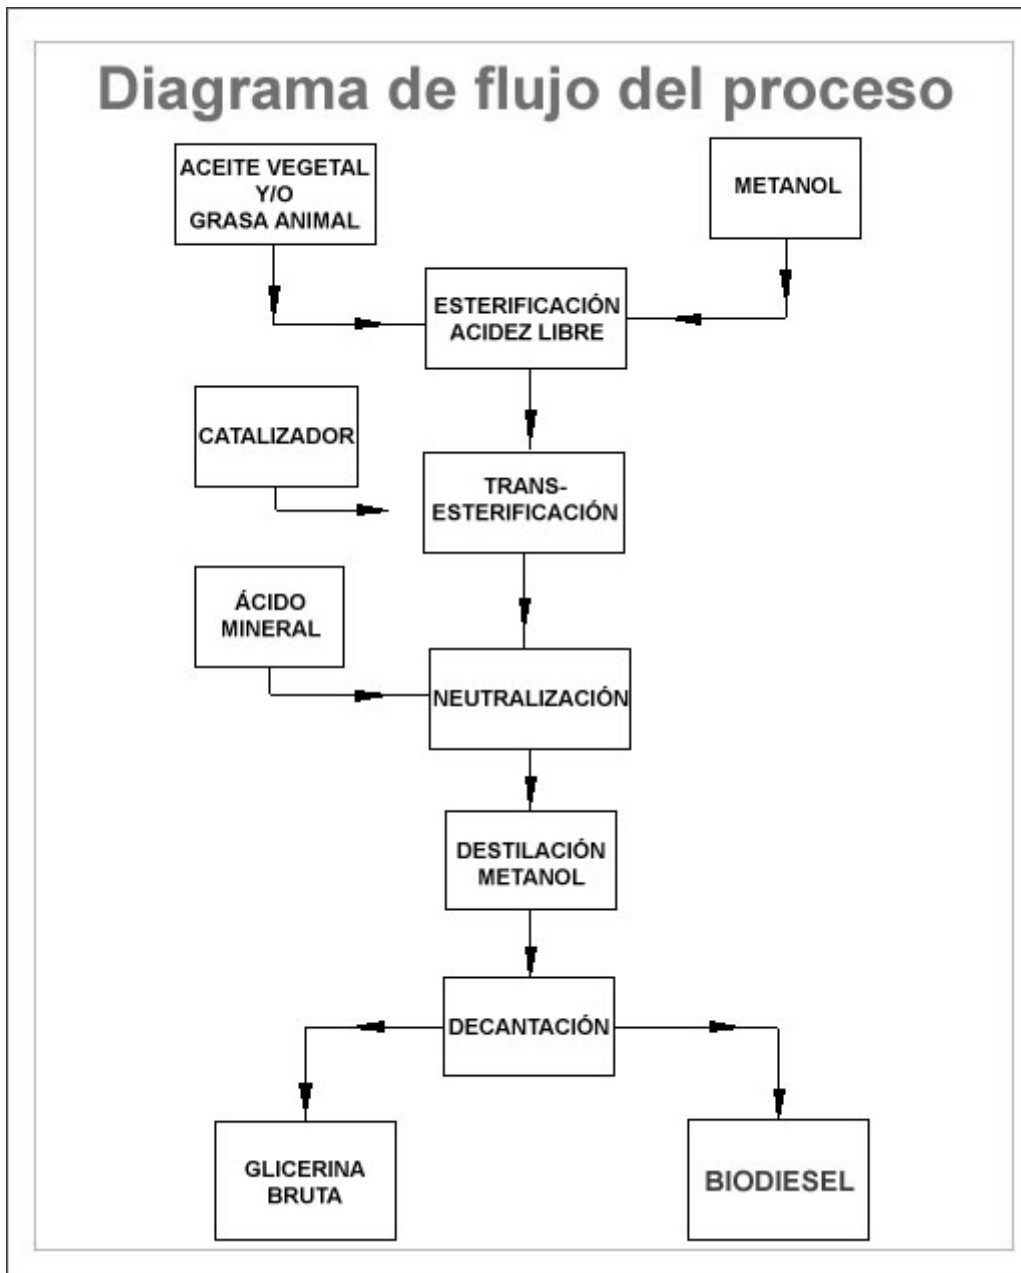 Diagrama de flujo del proceso
ACEITE VEGETAL
Y/O
GRASA ANIMAL
METANOL
ESTERIFICACIÓN
ACIDEZ LIBRE
CATALIZADOR
TRANS-
ESTERIFICACIÓN
ÁCIDO
MINERAL
NEUTRALIZACIÓN
DESTILACIÓN
METANOL
DECANTACIÓN
GLICERINA
BRUTA
BIODIESEL